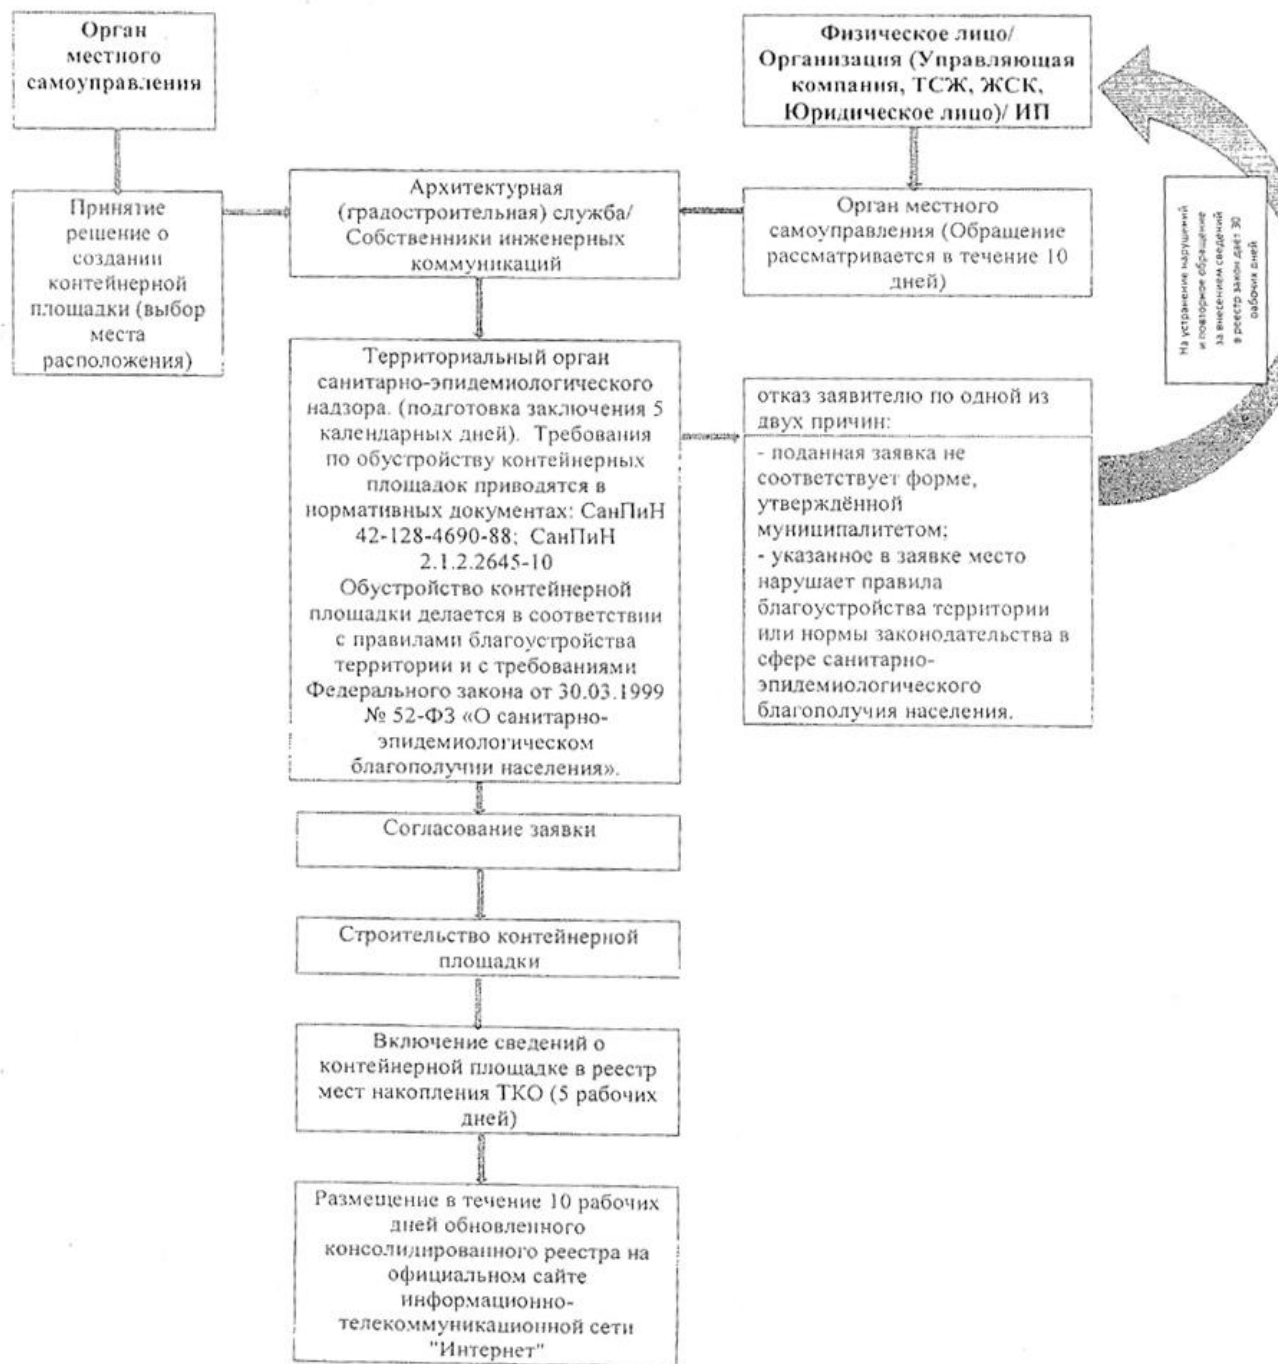 Орган
местного
самоуправления
Физическое лицо/
Организация (Управляющая
компания, ТСЖ, ЖСК,
Юридическое лицо)/ ИП
Принятие
решение о
создании
контейнерной
площадки (выбор
места
расположения)
Архитектурная
(градостроительная) служба/
Собственники инженерных
коммуникаций
Орган местного
самоуправления (Обращение
рассматривается в течение 10
дней)
На устранение нарушений
и повторное обращение
за внесением сведений
в реестр закон даёт 30
рабочих дней
Территориальный орган
санитарно-эпидемиологического
надзора. (подготовка заключения 5
календарных дней). Требования
по обустройству контейнерных
площадок приводятся в
нормативных документах: СанПиН
42-128-4690-88; СанПиН
2.1.2.2645-10
Обустройство контейнерной
площадки делается в соответствии
с правилами благоустройства
территории и с требованиями
Федерального закона от 30.03.1999
№ 52-ФЗ «О санитарно-
эпидемиологическом
благополучии населения».
отказ заявителю по одной из
двух причин:
- поданная заявка не
соответствует форме,
утверждённой
муниципалитетом;
- указанное в заявке место
нарушает правила
благоустройства территории
или нормы законодательства в
сфере санитарно-
эпидемиологического
благополучия населения.
Согласование заявки
Строительство контейнерной
площадки
Включение сведений о
контейнерной площадке в реестр
мест накопления ТКО (5 рабочих
дней)
Размещение в течение 10 рабочих
дней обновленного
консолидированного реестра на
официальном сайте
информационно-
телекоммуникационной сети
"Интернет"